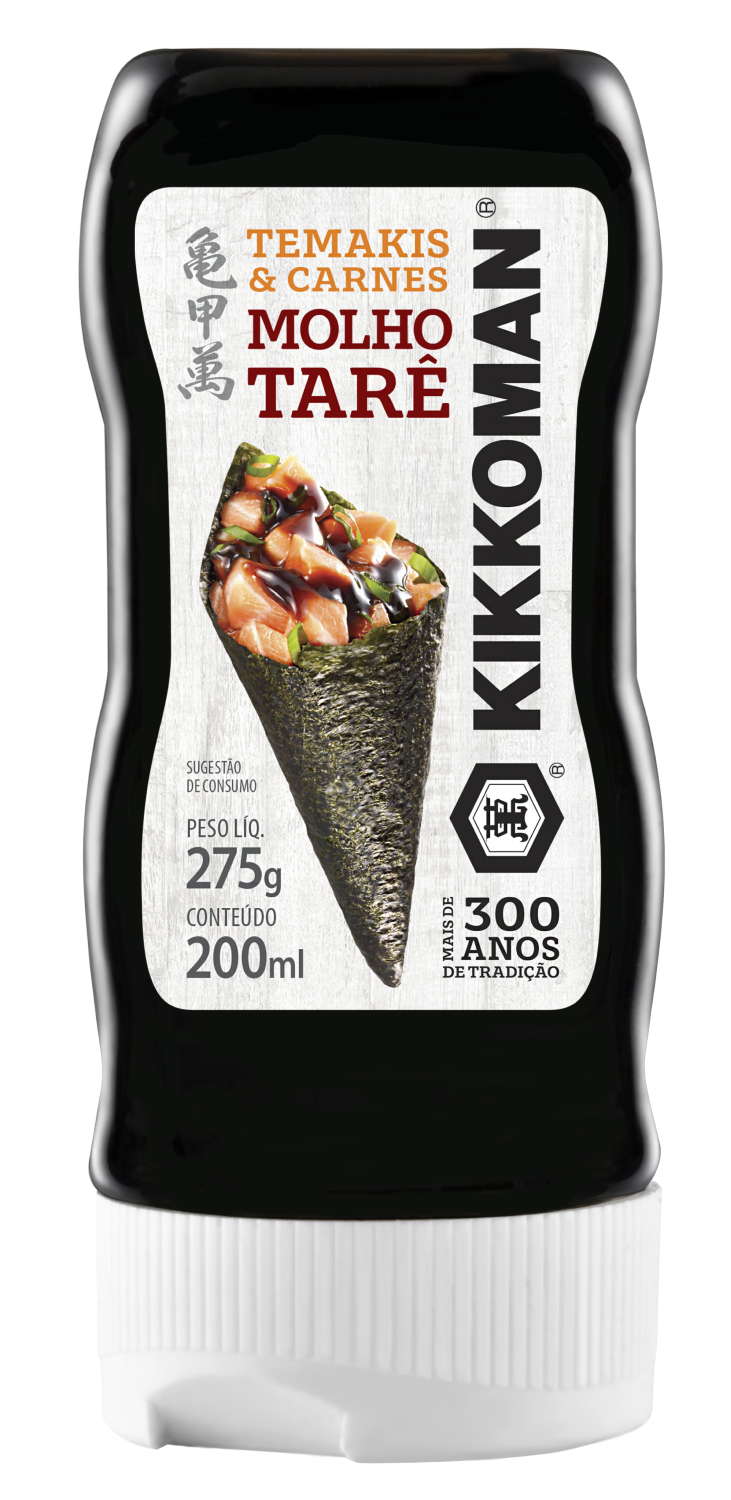 亀甲萬
TEMAKIS
& CARNES
MOLHO
TARÊ
KIKKOMAN®
SUGESTÃO
DE CONSUMO
PESO LÍQ.
275g
CONTEÚDO
200ml
®
MAIS DE
300
ANOS
DE TRADIÇÃO